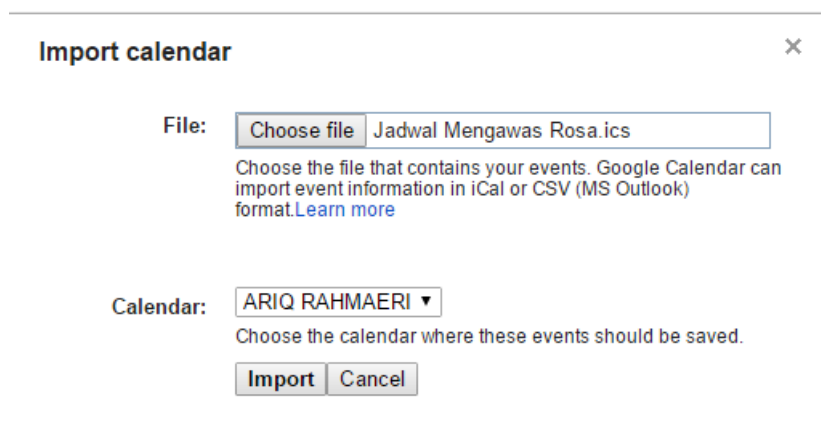 Import calendar ×
File: Choose file Jadwal Mengawas Rosa.ics
Choose the file that contains your events. Google Calendar can
import event information in iCal or CSV (MS Outlook)
format.Learn more
Calendar: ARIQ RAHMAERI ▼
Choose the calendar where these events should be saved.
Import Cancel